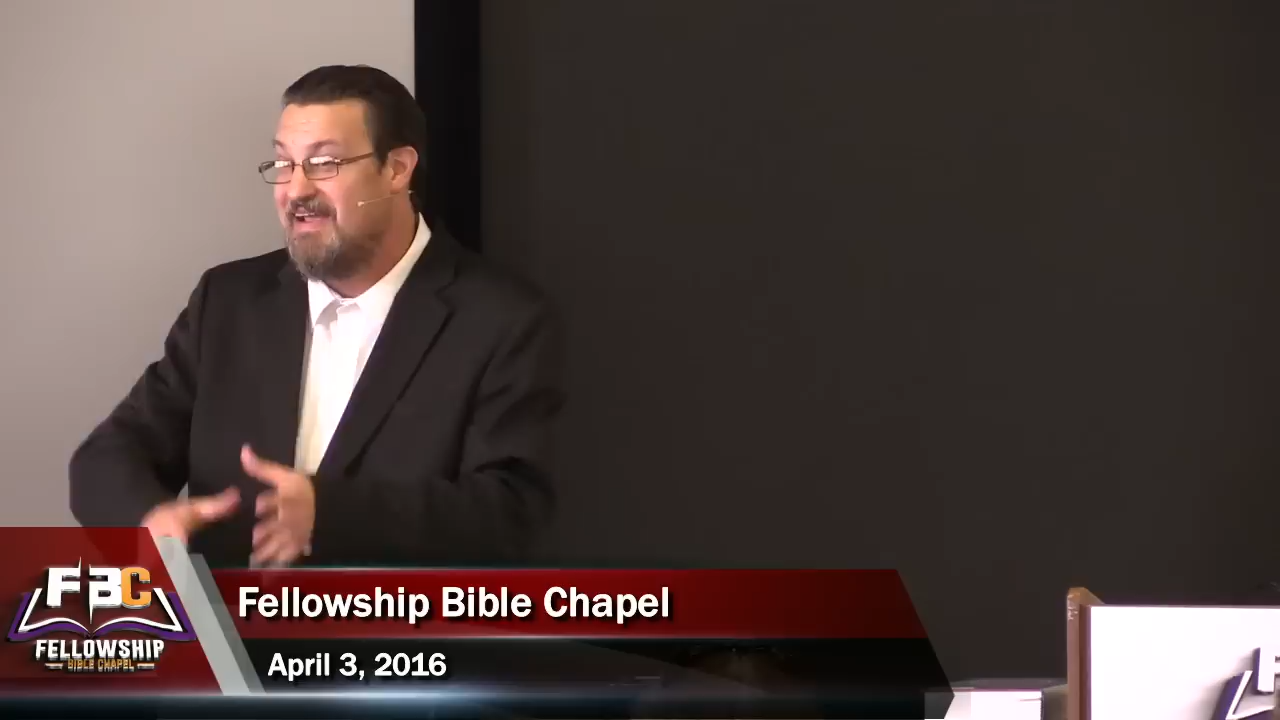 Fellowship Bible Chapel
April 3, 2016
FBC
FELLOWSHIP
BIBLE CHAPEL
F